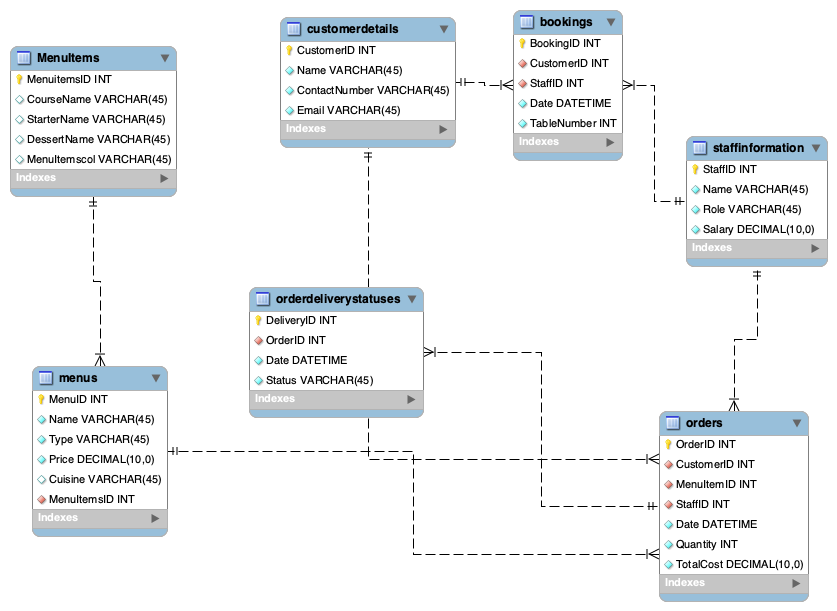 MenuItems
MenuitemsID INT
CourseName VARCHAR(45)
StarterName VARCHAR(45)
DessertName VARCHAR(45)
MenuItemscol VARCHAR(45)
Indexes
customerdetails
CustomerID INT
Name VARCHAR(45)
ContactNumber VARCHAR(45)
Email VARCHAR(45)
Indexes
bookings
BookingID INT
CustomerID INT
StaffID INT
Date DATETIME
TableNumber INT
Indexes
staffinformation
StaffID INT
Name VARCHAR(45)
Role VARCHAR(45)
Salary DECIMAL(10,0)
Indexes
orderdeliverystatuses
DeliveryID INT
OrderID INT
Date DATETIME
Status VARCHAR(45)
Indexes
menus
MenuID INT
Name VARCHAR(45)
Type VARCHAR(45)
Price DECIMAL(10,0)
Cuisine VARCHAR(45)
MenuItemsID INT
Indexes
orders
OrderID INT
CustomerID INT
MenuItemID INT
StaffID INT
Date DATETIME
Quantity INT
TotalCost DECIMAL(10,0)
Indexes